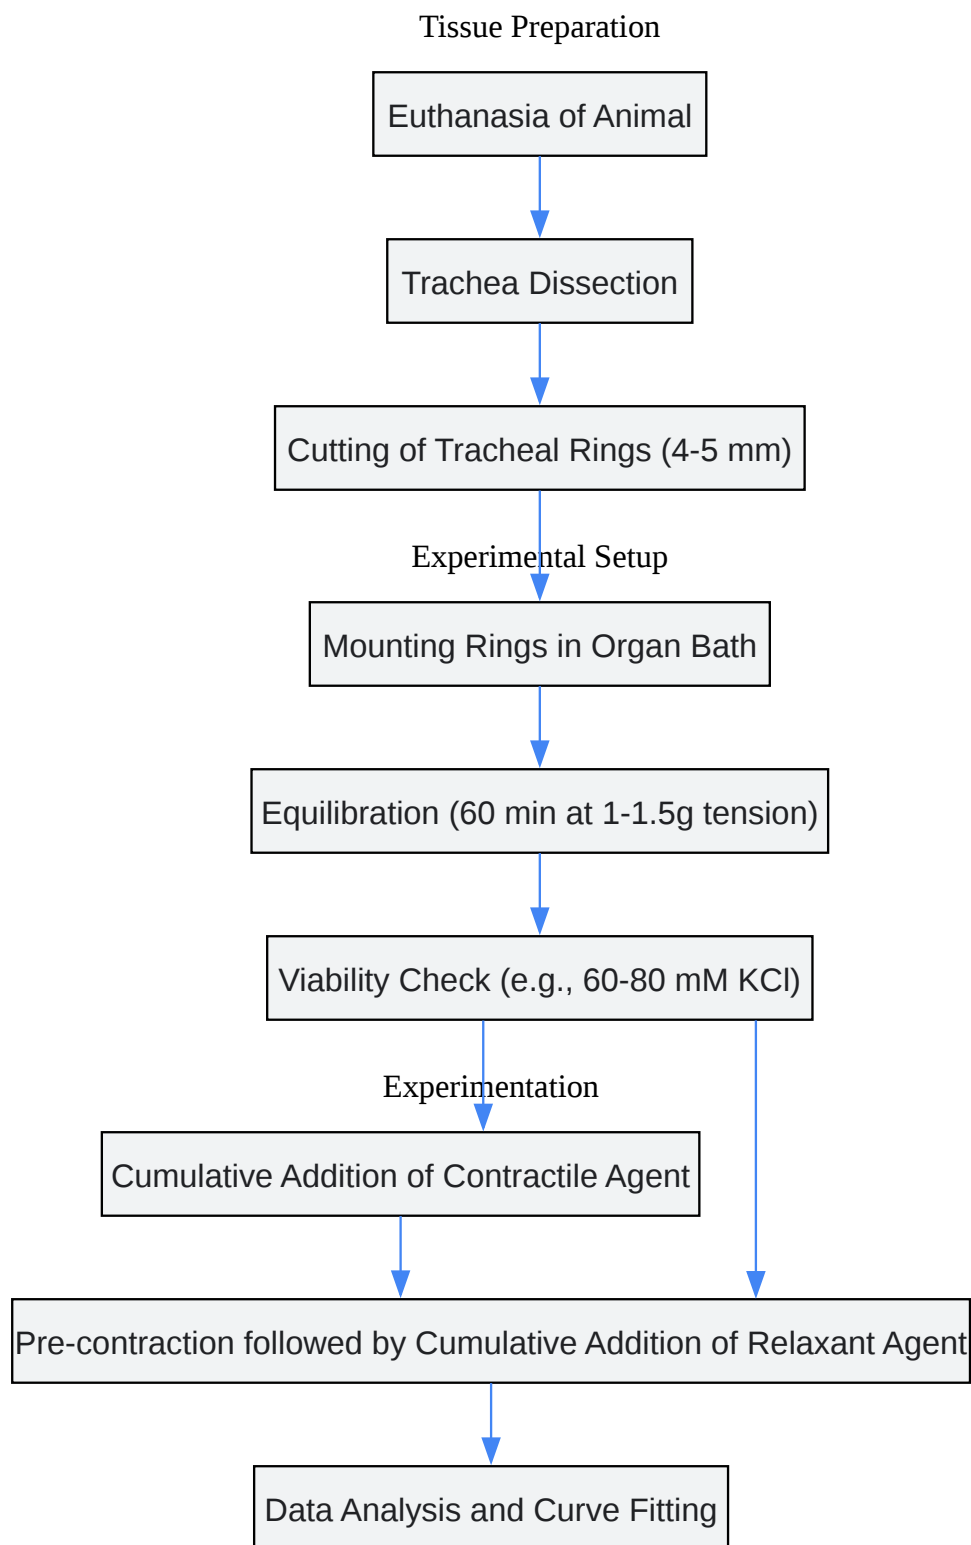 Tissue Preparation
Euthanasia of Animal
Trachea Dissection
Cutting of Tracheal Rings (4-5 mm)
Experimental Setup
Mounting Rings in Organ Bath
Equilibration (60 min at 1-1.5g tension)
Viability Check (e.g., 60-80 mM KCl)
Experimentation
Cumulative Addition of Contractile Agent
Pre-contraction followed by Cumulative Addition of Relaxant Agent
Data Analysis and Curve Fitting